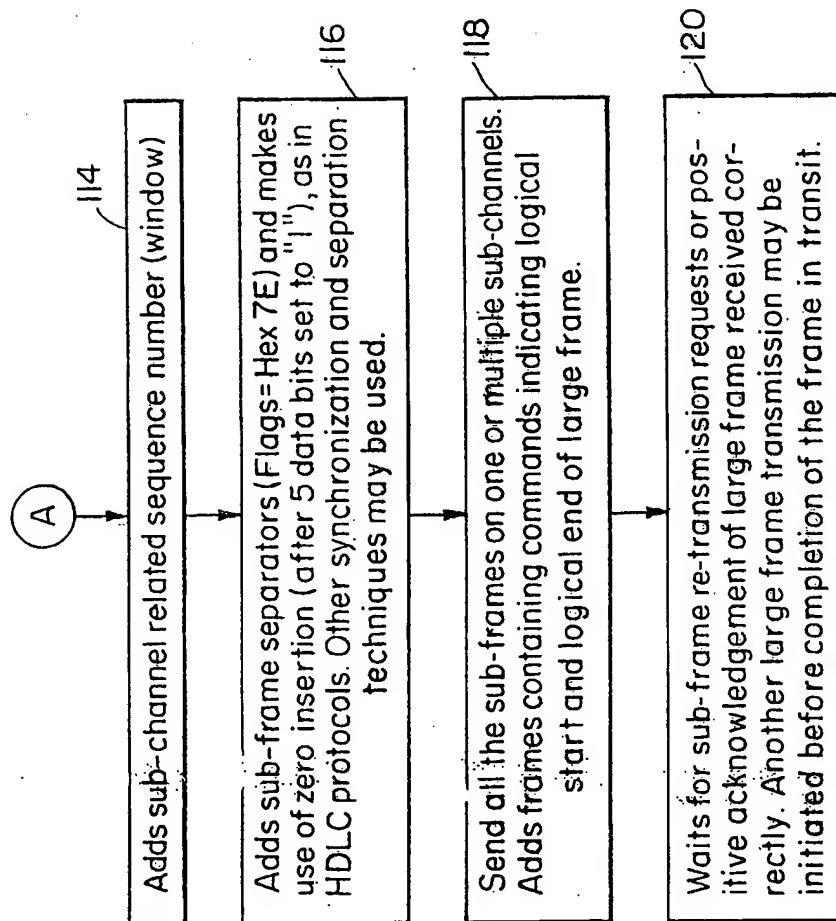 A
114
Adds sub-channel related sequence number (window)
116
Adds sub-frame separators (Flags=Hex 7E) and makes
use of zero insertion (after 5 data bits set to "1"), as in
HDLC protocols. Other synchronization and separation
techniques may be used.
118
Send all the sub-frames on one or multiple sub-channels.
Adds frames containing commands indicating logical
start and logical end of large frame.
120
Waits for sub-frame re-transmission requests or pos-
itive acknowledgement of large frame received cor-
rectly. Another large frame transmission may be
initiated before completion of the frame in transit.